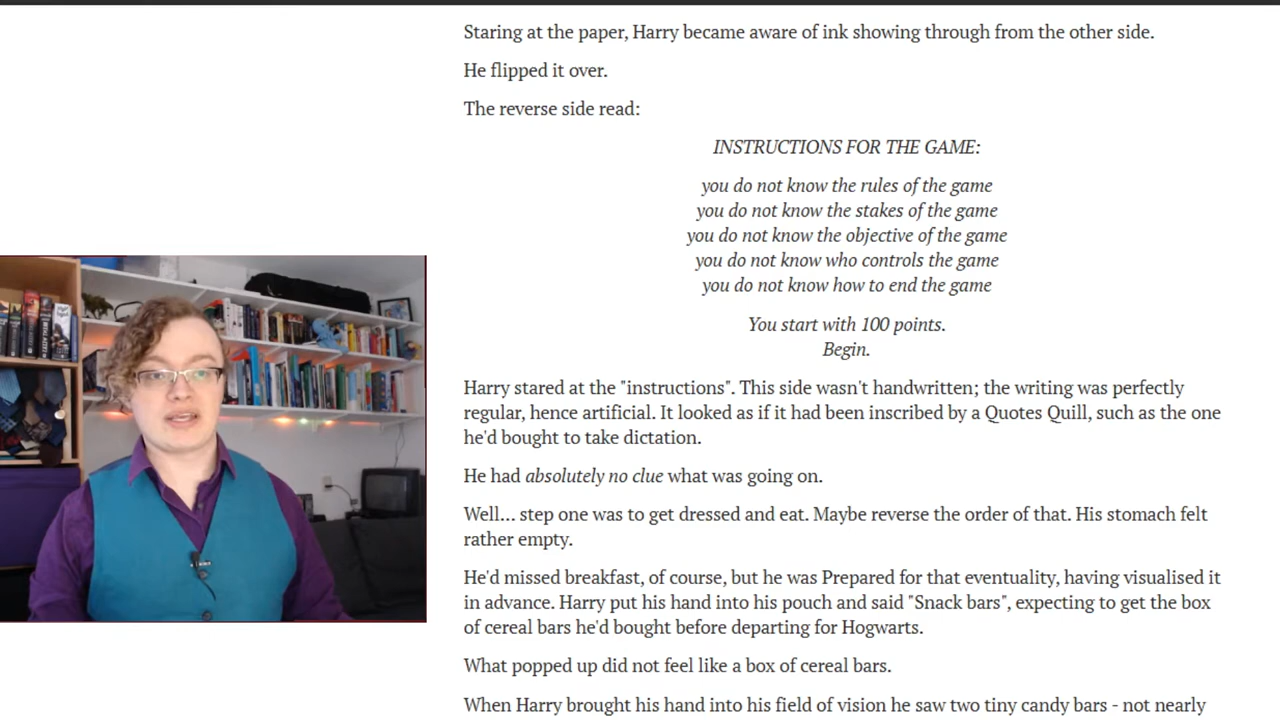 Staring at the paper, Harry became aware of ink showing through from the other side.
He flipped it over.
The reverse side read:
INSTRUCTIONS FOR THE GAME:
you do not know the rules of the game
you do not know the stakes of the game
you do not know the objective of the game
you do not know who controls the game
you do not know how to end the game
You start with 100 points.
Begin.
Harry stared at the "instructions". This side wasn't handwritten; the writing was perfectly
regular, hence artificial. It looked as if it had been inscribed by a Quotes Quill, such as the one
he'd bought to take dictation.
He had absolutely no clue what was going on.
Well... step one was to get dressed and eat. Maybe reverse the order of that. His stomach felt
rather empty.
He'd missed breakfast, of course, but he was Prepared for that eventuality, having visualised it
in advance. Harry put his hand into his pouch and said "Snack bars", expecting to get the box
of cereal bars he'd bought before departing for Hogwarts.
What popped up did not feel like a box of cereal bars.
When Harry brought his hand into his field of vision he saw two tiny candy bars - not nearly